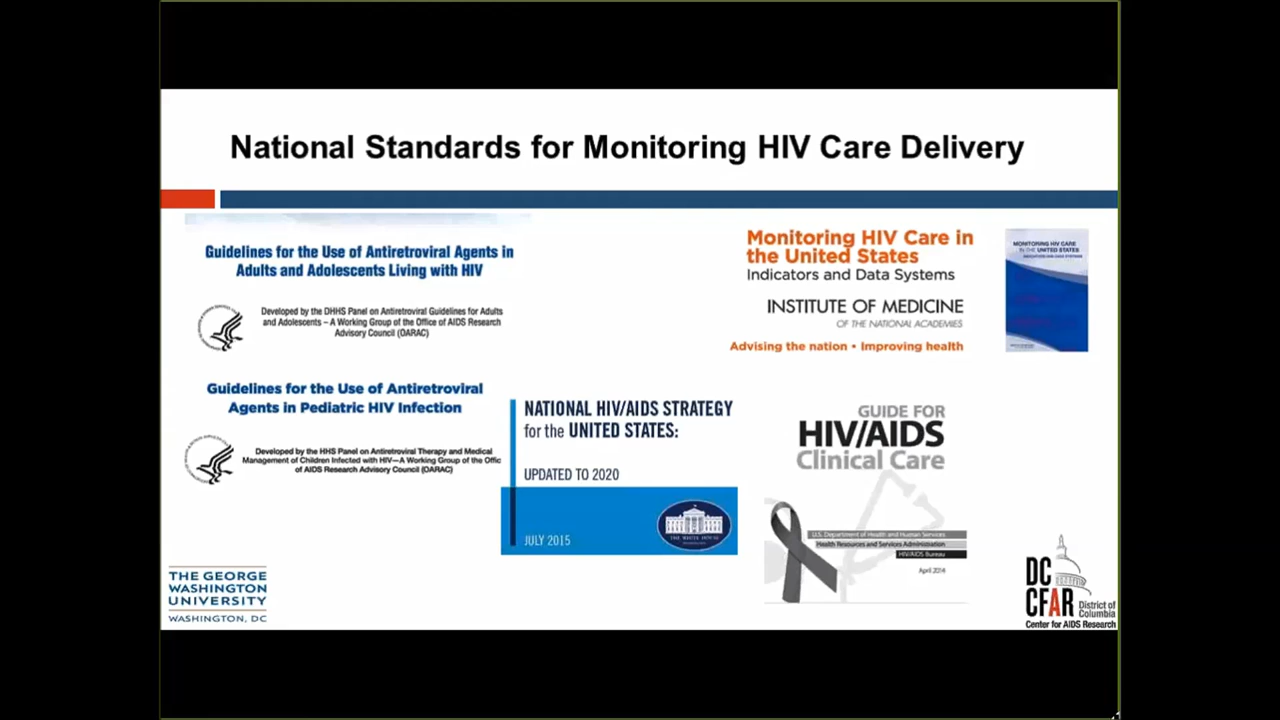 National Standards for Monitoring HIV Care Delivery
Guidelines for the Use of Antiretroviral Agents in
Adults and Adolescents Living with HIV
Developed by the DHHS Panel on Antiretroviral Guidelines for Adults
and Adolescents – A Working Group of the Office of AIDS Research
Advisory Council (OARAC)
Monitoring HIV Care in
the United States
Indicators and Data Systems
INSTITUTE OF MEDICINE
OF THE NATIONAL ACADEMIES
Advising the nation • Improving health
MONITORING HIV CARE
IN THE UNITED STATES
INDICATORS AND DATA SYSTEMS
Guidelines for the Use of Antiretroviral
Agents in Pediatric HIV Infection
Developed by the HHS Panel on Antiretroviral Therapy and Medical
Management of Children Infected with HIV—A Working Group of the Offic
of AIDS Research Advisory Council (OARAC)
NATIONAL HIV/AIDS STRATEGY
for the UNITED STATES:
UPDATED TO 2020
JULY 2015
THE WHITE HOUSE
GUIDE FOR
HIV/AIDS
Clinical Care
U.S. Department of Health and Human Services
Health Resources and Services Administration
HIV/AIDS Bureau
April 2014
THE GEORGE
WASHINGTON
UNIVERSITY
WASHINGTON, DC
DC
CFAR
District of
Columbia
Center for AIDS Research